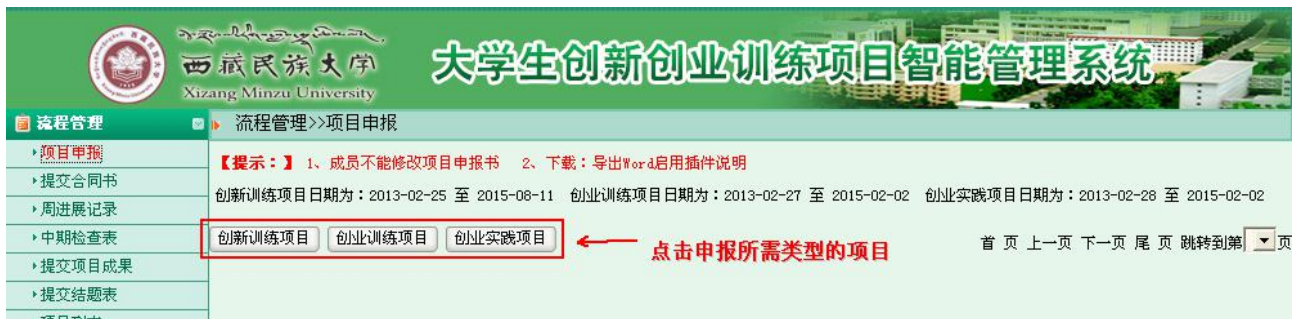 西藏民族大学
Xizang Minzu University
大学生创新创业训练项目智能管理系统
流程管理
流程管理>>项目申报
项目申报
提交合同书
周进展记录
中期检查表
提交项目成果
提交结题表
【提示：】 1、成员不能修改项目申报书 2、下载：导出Word启用插件说明
创新训练项目日期为：2013-02-25 至 2015-08-11 创业训练项目日期为：2013-02-27 至 2015-02-02 创业实践项目日期为：2013-02-28 至 2015-02-02
创新训练项目 创业训练项目 创业实践项目 点击申报所需类型的项目 首 页 上一页 下一页 尾 页 跳转到第 页